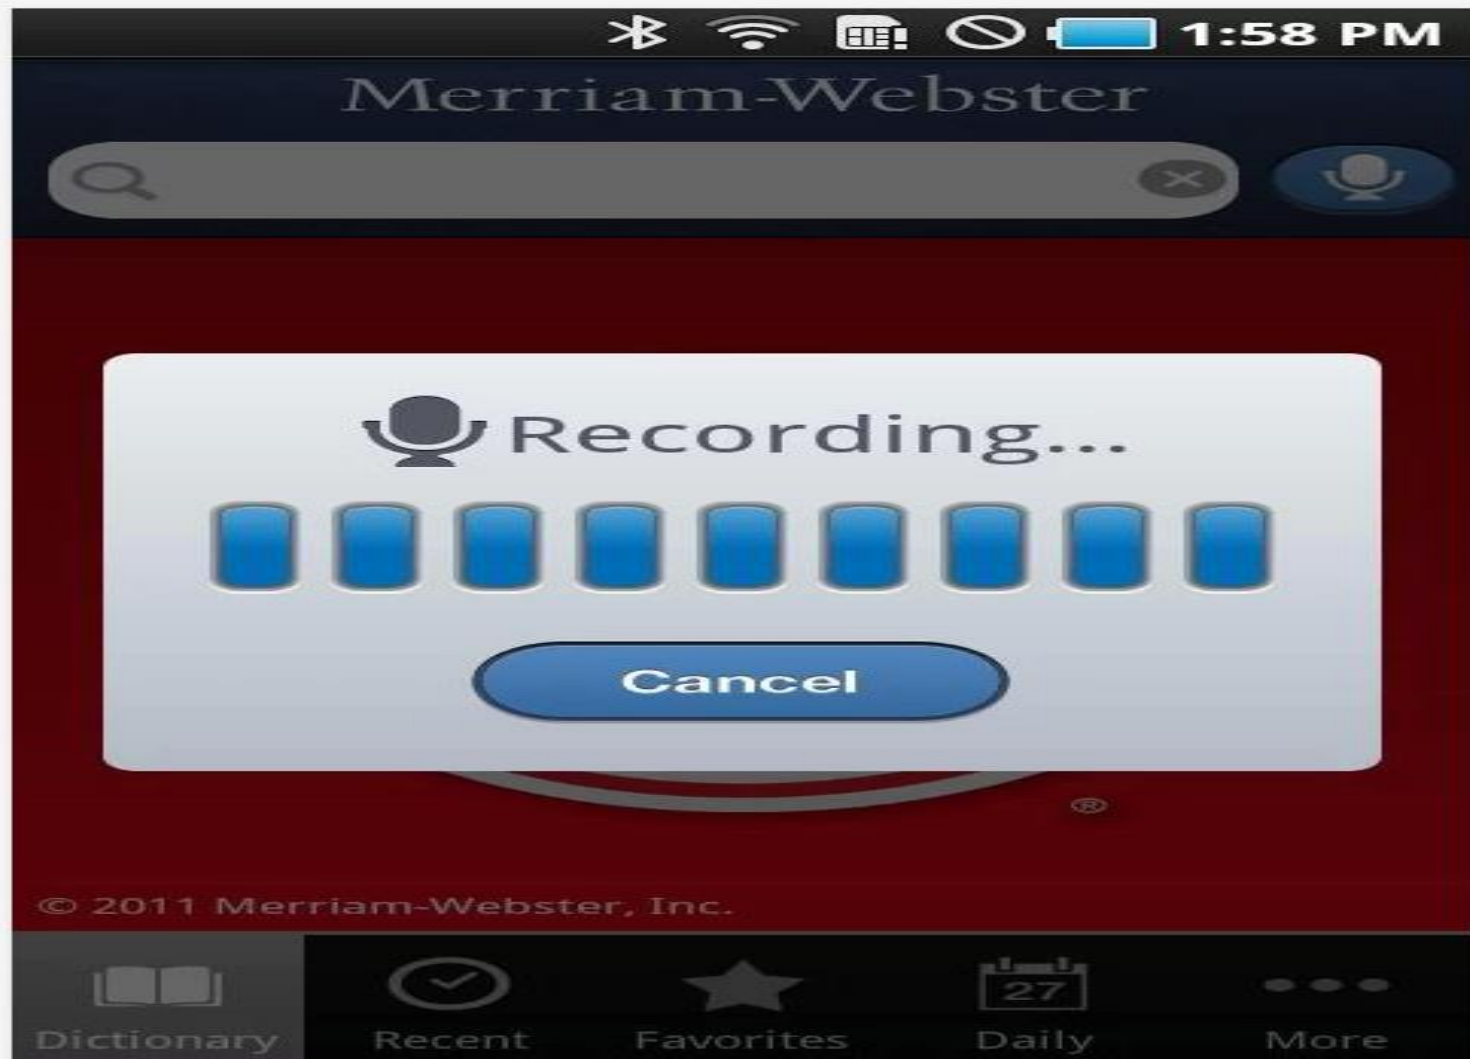 1:58 PM
Merriam-Webster
Recording...
Cancel
®
© 2011 Merriam-Webster, Inc.
27
Dictionary Recent Favorites Daily More